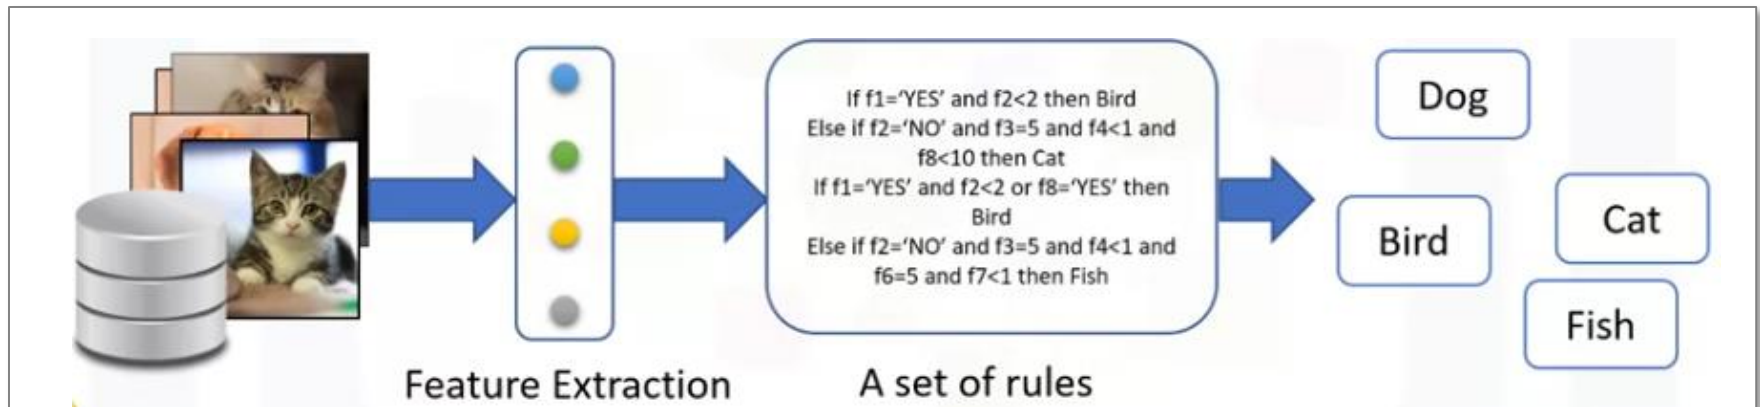 If f1='YES' and f2<2 then Bird
Else if f2='NO' and f3=5 and f4<1 and
f8<10 then Cat
If f1='YES' and f2<2 or f8='YES' then
Bird
Else if f2='NO' and f3=5 and f4<1 and
f6=5 and f7<1 then Fish
Dog
Bird
Cat
Fish
Feature Extraction
A set of rules